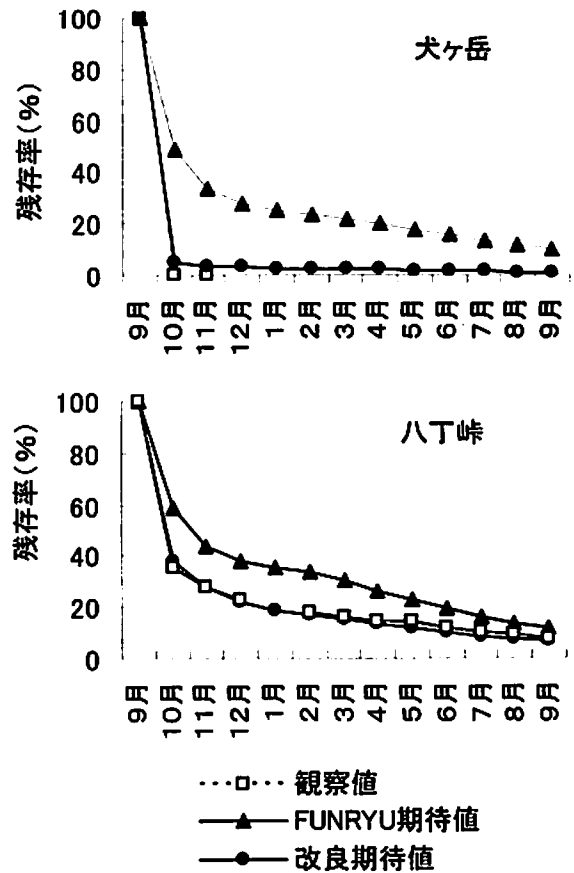 犬ヶ岳
残存率(%)
100
80
60
40
20
0
9月
10月
11月
12月
1月
2月
3月
4月
5月
6月
7月
8月
9月
八丁峠
残存率(%)
100
80
60
40
20
0
9月
10月
11月
12月
1月
2月
3月
4月
5月
6月
7月
8月
9月
観察値
FUNRYU期待値
改良期待値